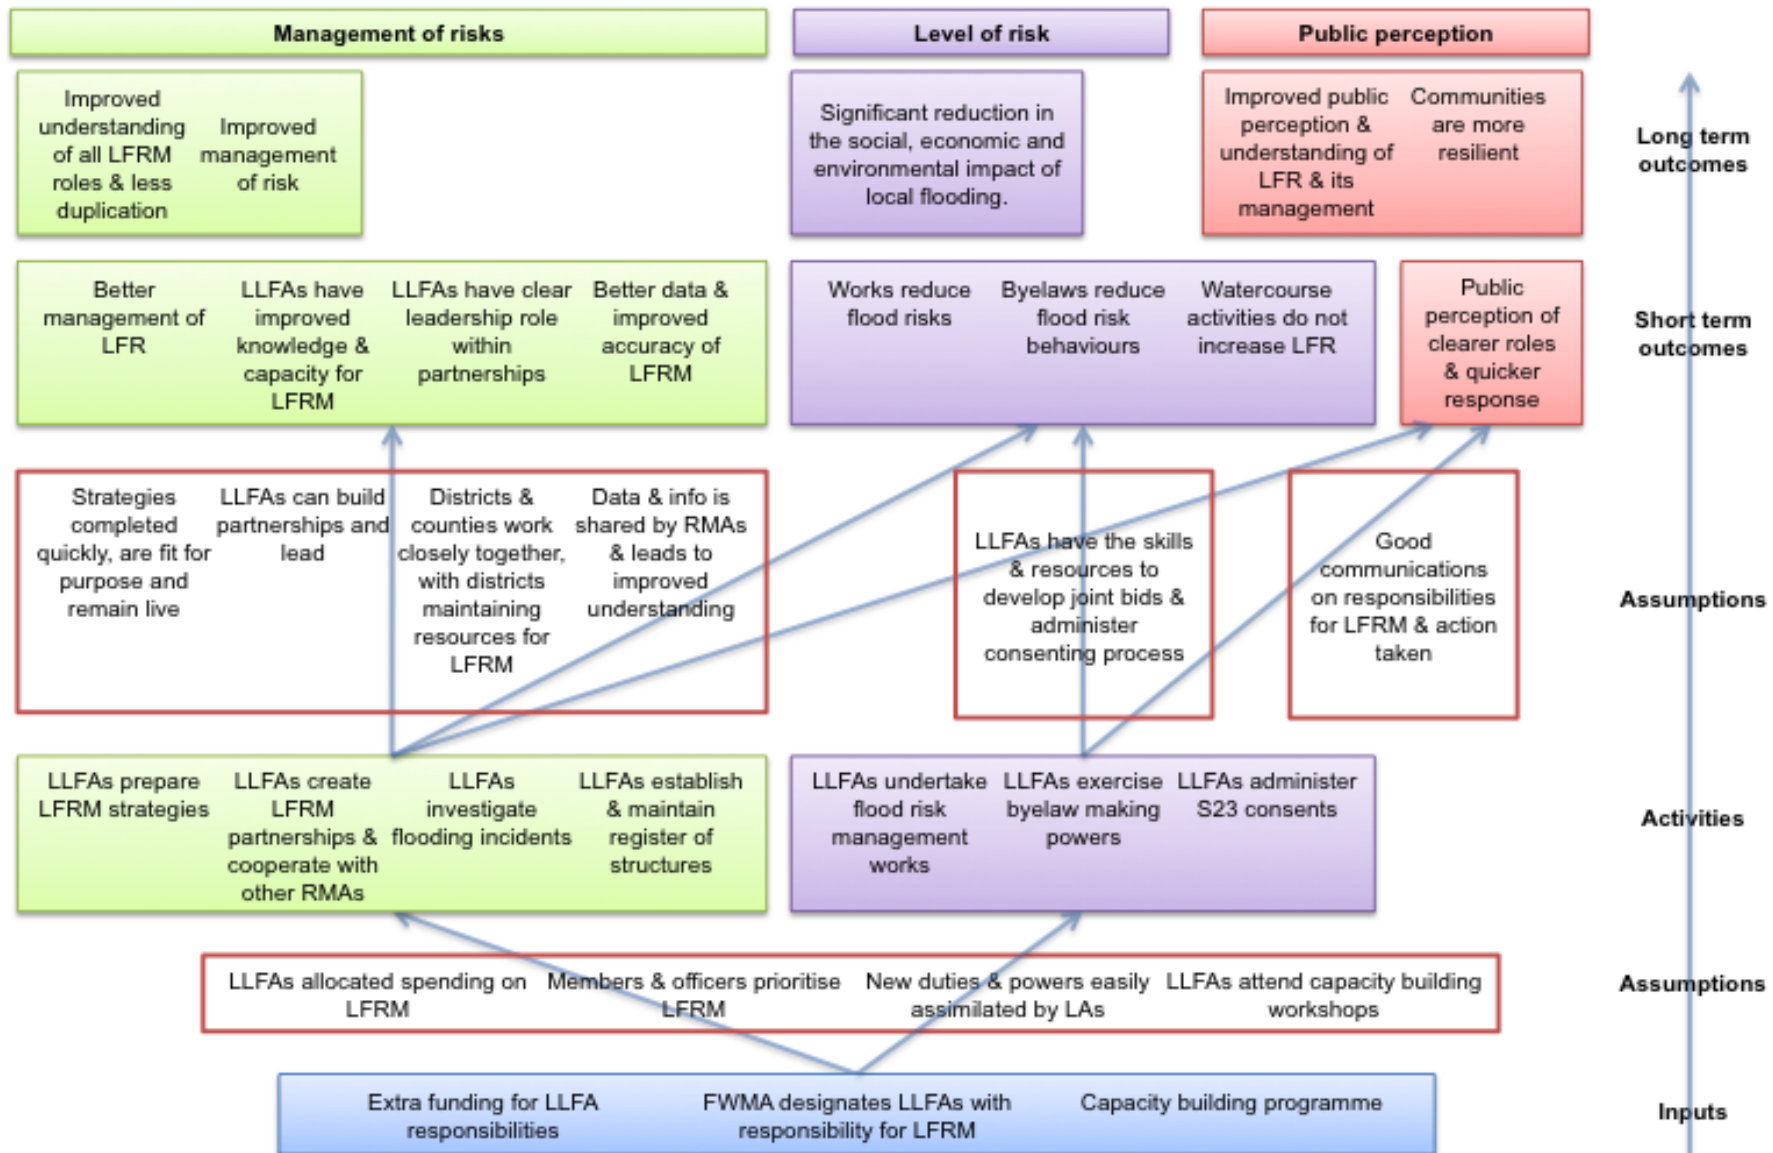 Management of risks
Level of risk
Public perception
Improved
understanding
of all LFRM
roles & less
duplication
Improved
management
of risk
Significant reduction in
the social, economic and
environmental impact of
local flooding.
Improved public
perception &
understanding of
LFR & its
management
Communities
are more
resilient
Long term
outcomes
Better
management of
LFR
LLFAs have
improved
knowledge &
capacity for
LFRM
LLFAs have clear
leadership role
within
partnerships
Better data &
improved
accuracy of
LFRM
Works reduce
flood risks
Byelaws reduce
flood risk
behaviours
Watercourse
activities do not
increase LFR
Public
perception of
clearer roles
& quicker
response
Short term
outcomes
Strategies
completed
quickly, are fit for
purpose and
remain live
LLFAs can build
partnerships and
lead
Districts &
counties work
closely together,
with districts
maintaining
resources for
LFRM
Data & info is
shared by RMAs
& leads to
improved
understanding
LLFAs have the skills
& resources to
develop joint bids &
administer
consenting process
Good
communications
on responsibilities
for LFRM & action
taken
Assumptions
LLFAs prepare
LFRM strategies
LLFAs create
LFRM
partnerships &
cooperate with
other RMAs
LLFAs
investigate
flooding incidents
LLFAs establish
& maintain
register of
structures
LLFAs undertake
flood risk
management
works
LLFAs exercise
byelaw making
powers
LLFAs administer
S23 consents
Activities
LLFAs allocated spending on
LFRM
Members & officers prioritise
LFRM
New duties & powers easily
assimilated by LAs
LLFAs attend capacity building
workshops
Assumptions
Extra funding for LLFA
responsibilities
FWMA designates LLFAs with
responsibility for LFRM
Capacity building programme
Inputs